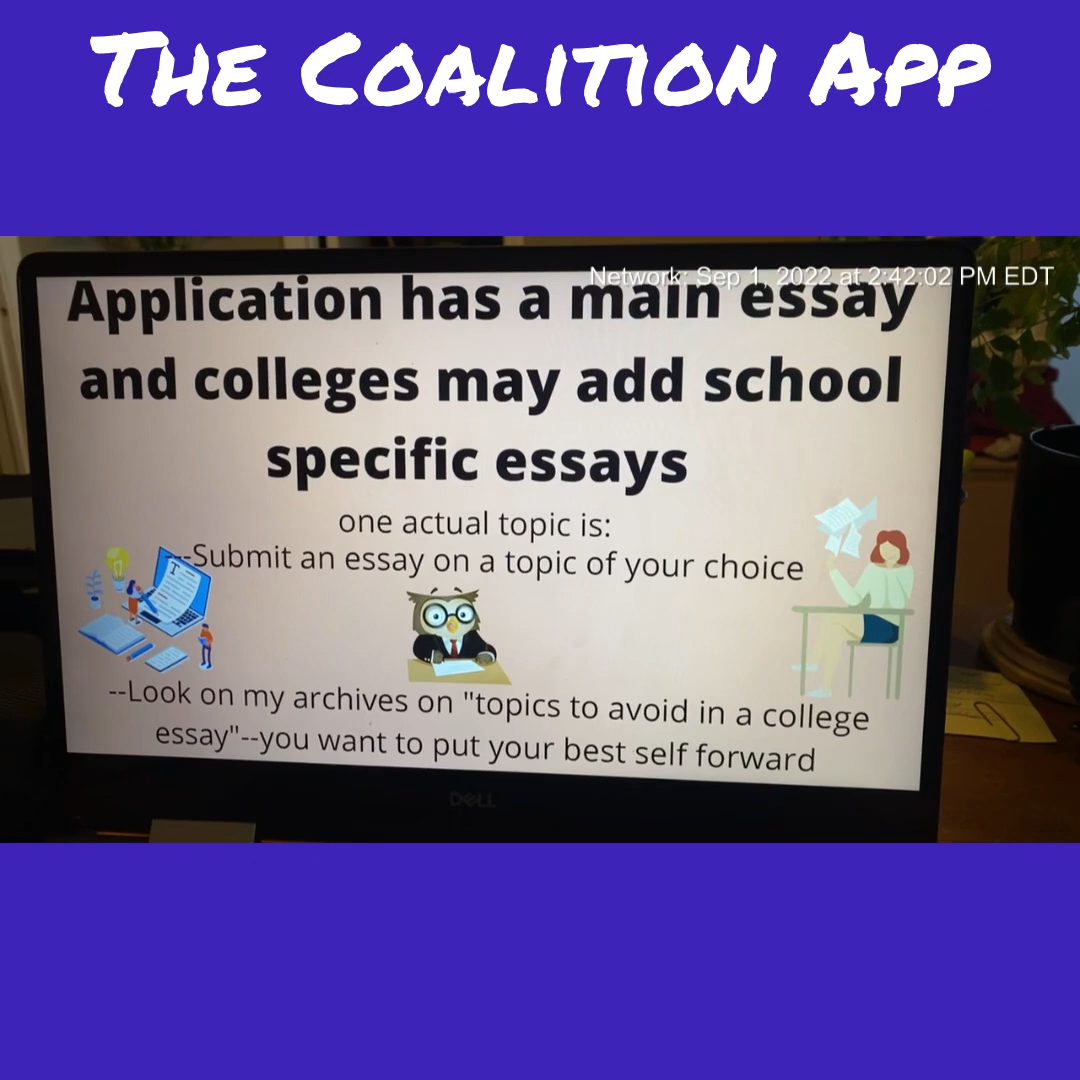 The Coalition App
Network: Sep 1, 2022 at 2:42:02 PM EDT
Application has a main essay
and colleges may add school
specific essays
one actual topic is:
--Submit an essay on a topic of your choice
T
--Look on my archives on "topics to avoid in a college
essay"--you want to put your best self forward
DELL